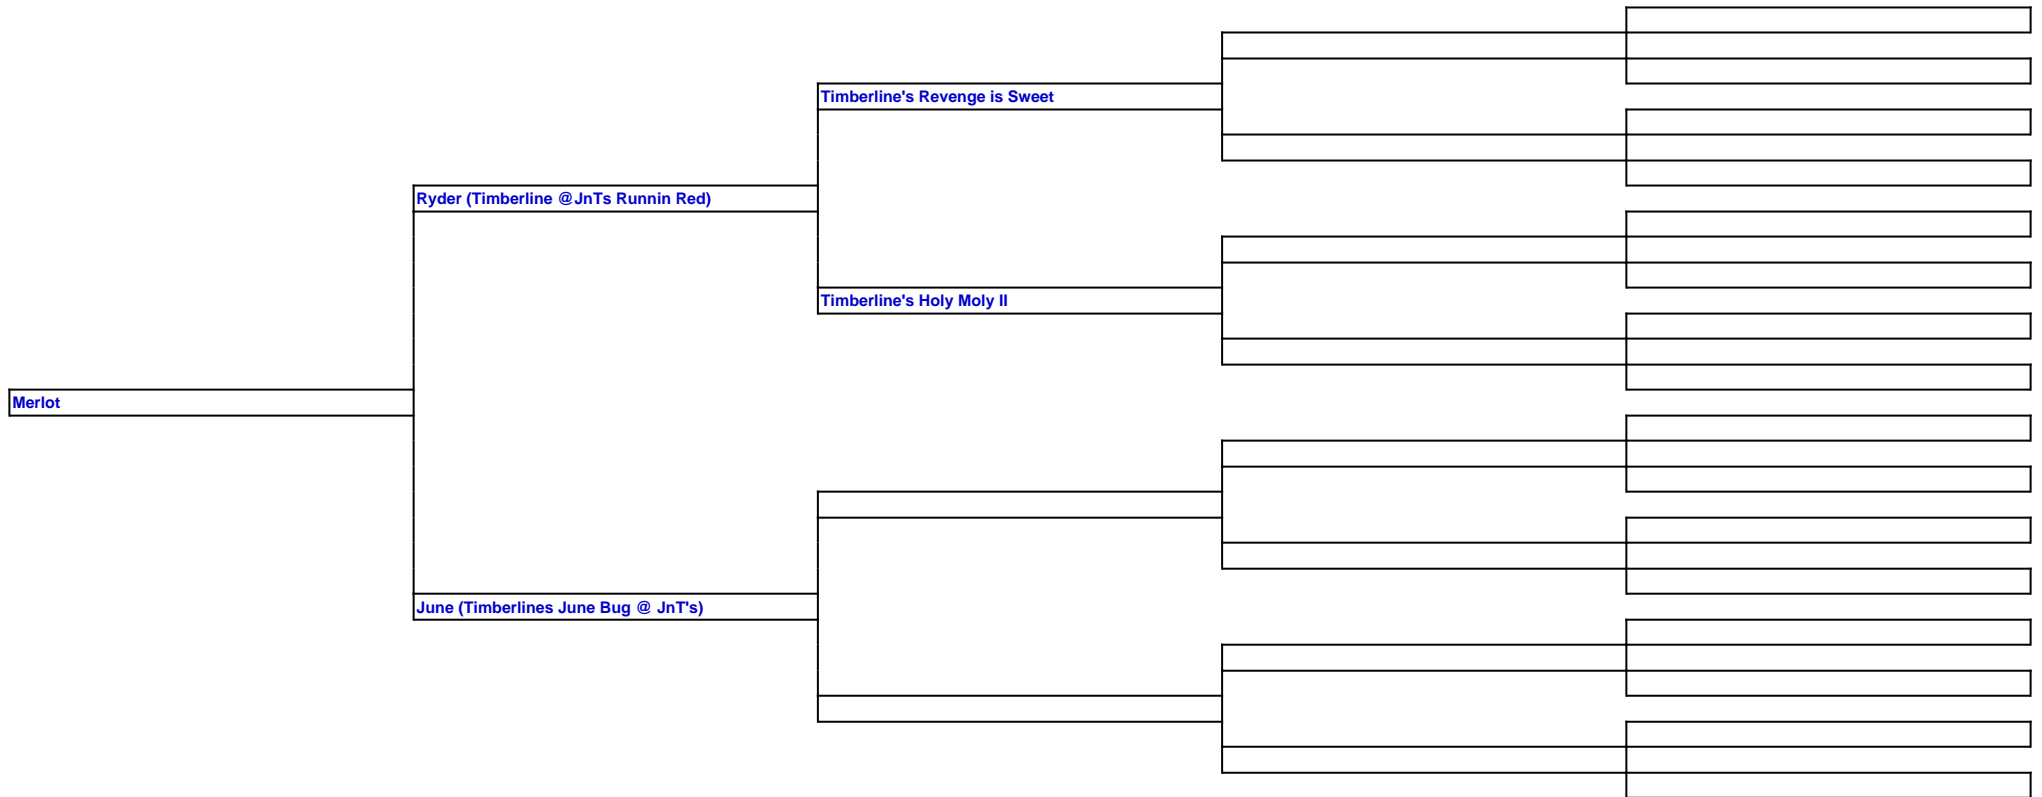 Timberline's Revenge is Sweet
Ryder (Timberline @JnTs Runnin Red)
Timberline's Holy Moly II
Merlot
June (Timberlines June Bug @ JnT's)